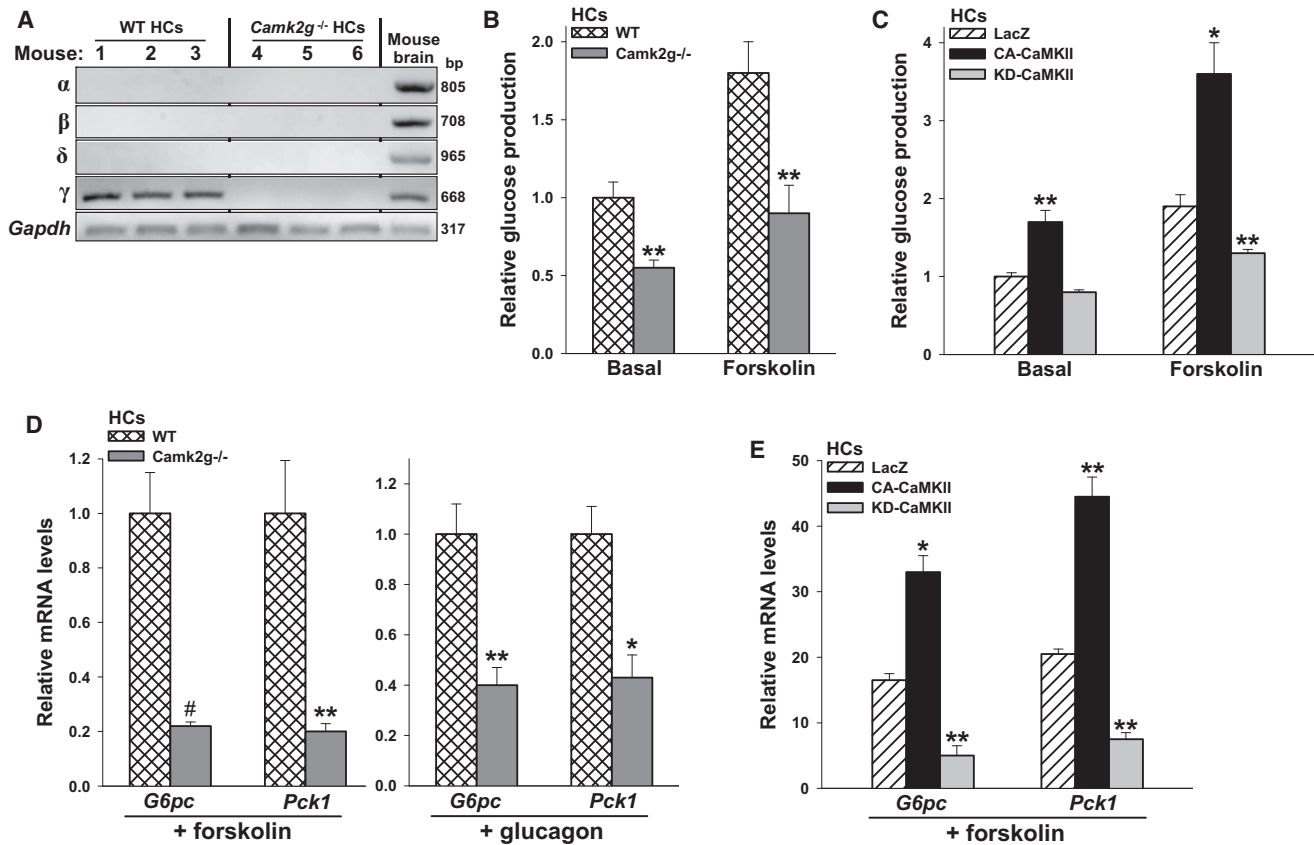 A
WT HCs
Camk2g -/- HCs
Mouse brain
Mouse: 1 2 3 4 5 6
bp
α 805
β 708
δ 965
γ 668
Gapdh 317
B
HCs
WT
Camk2g-/-
Relative glucose production
2.0
1.5
1.0
0.5
0.0
**
**
Basal Forskolin
C
HCs
LacZ
CA-CaMKII
KD-CaMKII
Relative glucose production
4
3
2
1
0
**
*
**
Basal Forskolin
D
HCs
WT
Camk2g-/-
Relative mRNA levels
1.2
1.0
0.8
0.6
0.4
0.2
0.0
#
**
G6pc Pck1
+ forskolin
1.2
1.0
0.8
0.6
0.4
0.2
0.0
**
*
G6pc Pck1
+ glucagon
E
HCs
LacZ
CA-CaMKII
KD-CaMKII
Relative mRNA levels
50
40
30
20
10
0
*
**
**
**
G6pc Pck1
+ forskolin